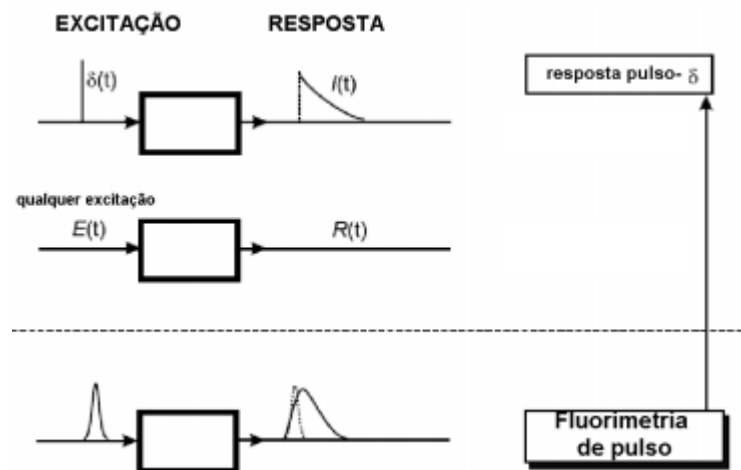 EXCITAÇÃO
RESPOSTA
δ(t)
I(t)
resposta pulso- δ
qualquer excitação
E(t)
R(t)
Fluorimetria
de pulso